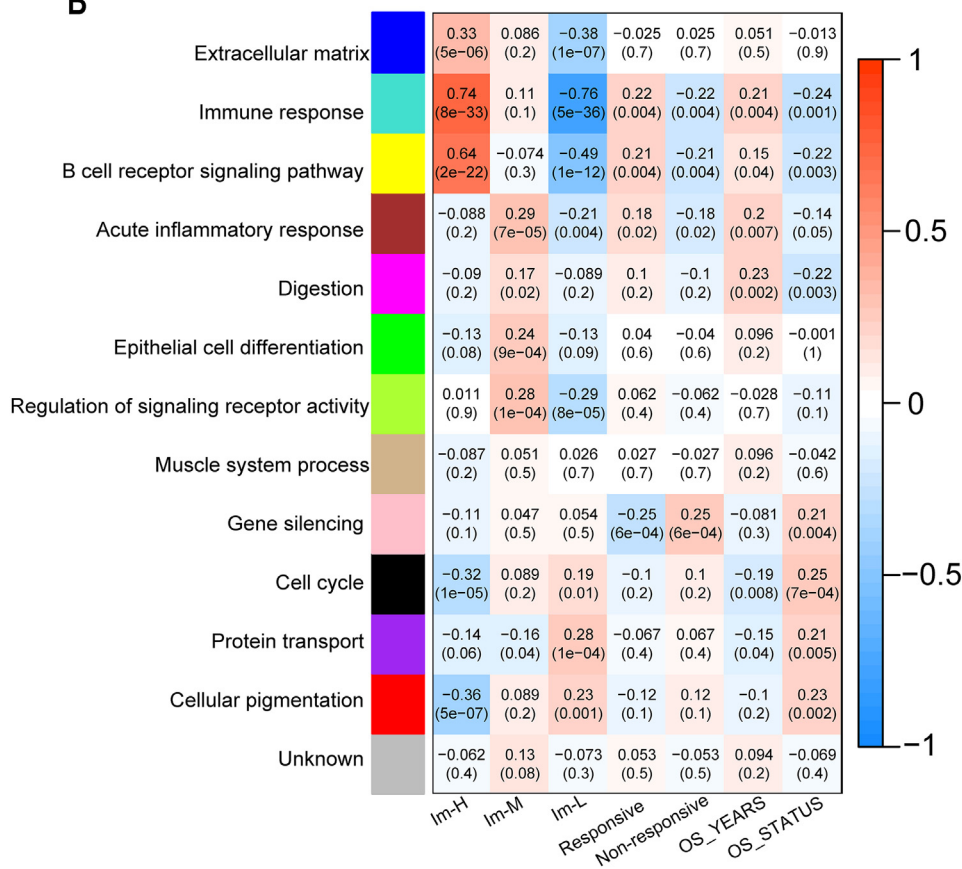 B
Extracellular matrix 0.33 0.086 −0.38 −0.025 0.025 0.051 −0.013
(5e−06) (0.2) (1e−07) (0.7) (0.7) (0.5) (0.9)
Immune response 0.74 0.11 −0.76 0.22 −0.22 0.21 −0.24
(8e−33) (0.1) (5e−36) (0.004) (0.004) (0.004) (0.001)
B cell receptor signaling pathway 0.64 −0.074 −0.49 0.21 −0.21 0.15 −0.22
(2e−22) (0.3) (1e−12) (0.004) (0.004) (0.04) (0.003)
Acute inflammatory response −0.088 0.29 −0.21 0.18 −0.18 0.2 −0.14
(0.2) (7e−05) (0.004) (0.02) (0.02) (0.007) (0.05)
Digestion −0.09 0.17 −0.089 0.1 −0.1 0.23 −0.22
(0.2) (0.02) (0.2) (0.2) (0.2) (0.002) (0.003)
Epithelial cell differentiation −0.13 0.24 −0.13 0.04 −0.04 0.096 −0.001
(0.08) (9e−04) (0.09) (0.6) (0.6) (0.2) (1)
Regulation of signaling receptor activity 0.011 0.28 −0.29 0.062 −0.062 −0.028 −0.11
(0.9) (1e−04) (8e−05) (0.4) (0.4) (0.7) (0.1)
Muscle system process −0.087 0.051 0.026 0.027 −0.027 0.096 −0.042
(0.2) (0.5) (0.7) (0.7) (0.7) (0.2) (0.6)
Gene silencing −0.11 0.047 0.054 −0.25 0.25 −0.081 0.21
(0.1) (0.5) (0.5) (6e−04) (6e−04) (0.3) (0.004)
Cell cycle −0.32 0.089 0.19 −0.1 0.1 −0.19 0.25
(1e−05) (0.2) (0.01) (0.2) (0.2) (0.008) (7e−04)
Protein transport −0.14 −0.16 0.28 −0.067 0.067 −0.15 0.21
(0.06) (0.04) (1e−04) (0.4) (0.4) (0.04) (0.005)
Cellular pigmentation −0.36 0.089 0.23 −0.12 0.12 −0.1 0.23
(5e−07) (0.2) (0.001) (0.1) (0.1) (0.2) (0.002)
Unknown −0.062 0.13 −0.073 0.053 −0.053 0.094 −0.069
(0.4) (0.08) (0.3) (0.5) (0.5) (0.2) (0.4)
Im-H Im-M Im-L Responsive Non-responsive OS_YEARS OS_STATUS
1
0.5
0
−0.5
−1